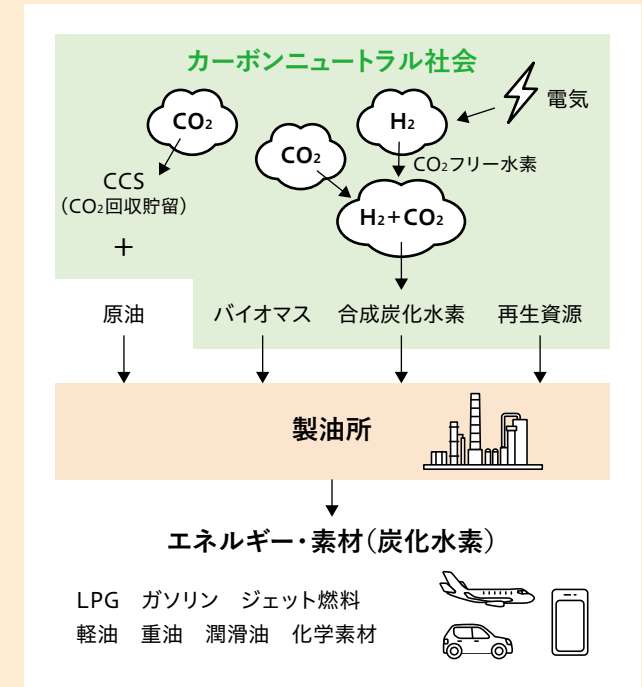 カーボンニュートラル社会
電気
CO2
H2
CO2
CO2フリー水素
CCS
（CO2回収貯留）
H2+CO2
+
原油 バイオマス 合成炭化水素 再生資源
製油所
エネルギー・素材（炭化水素）
LPG ガソリン ジェット燃料
軽油 重油 潤滑油 化学素材